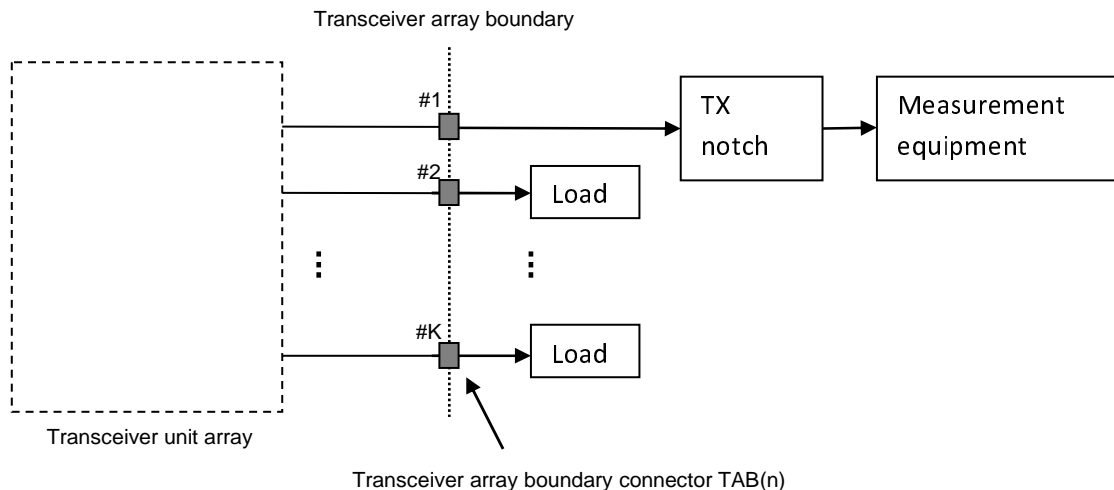 Transceiver array boundary
#1
TX
notch
Measurement
equipment
#2
Load
#K
Load
Transceiver unit array
Transceiver array boundary connector TAB(n)